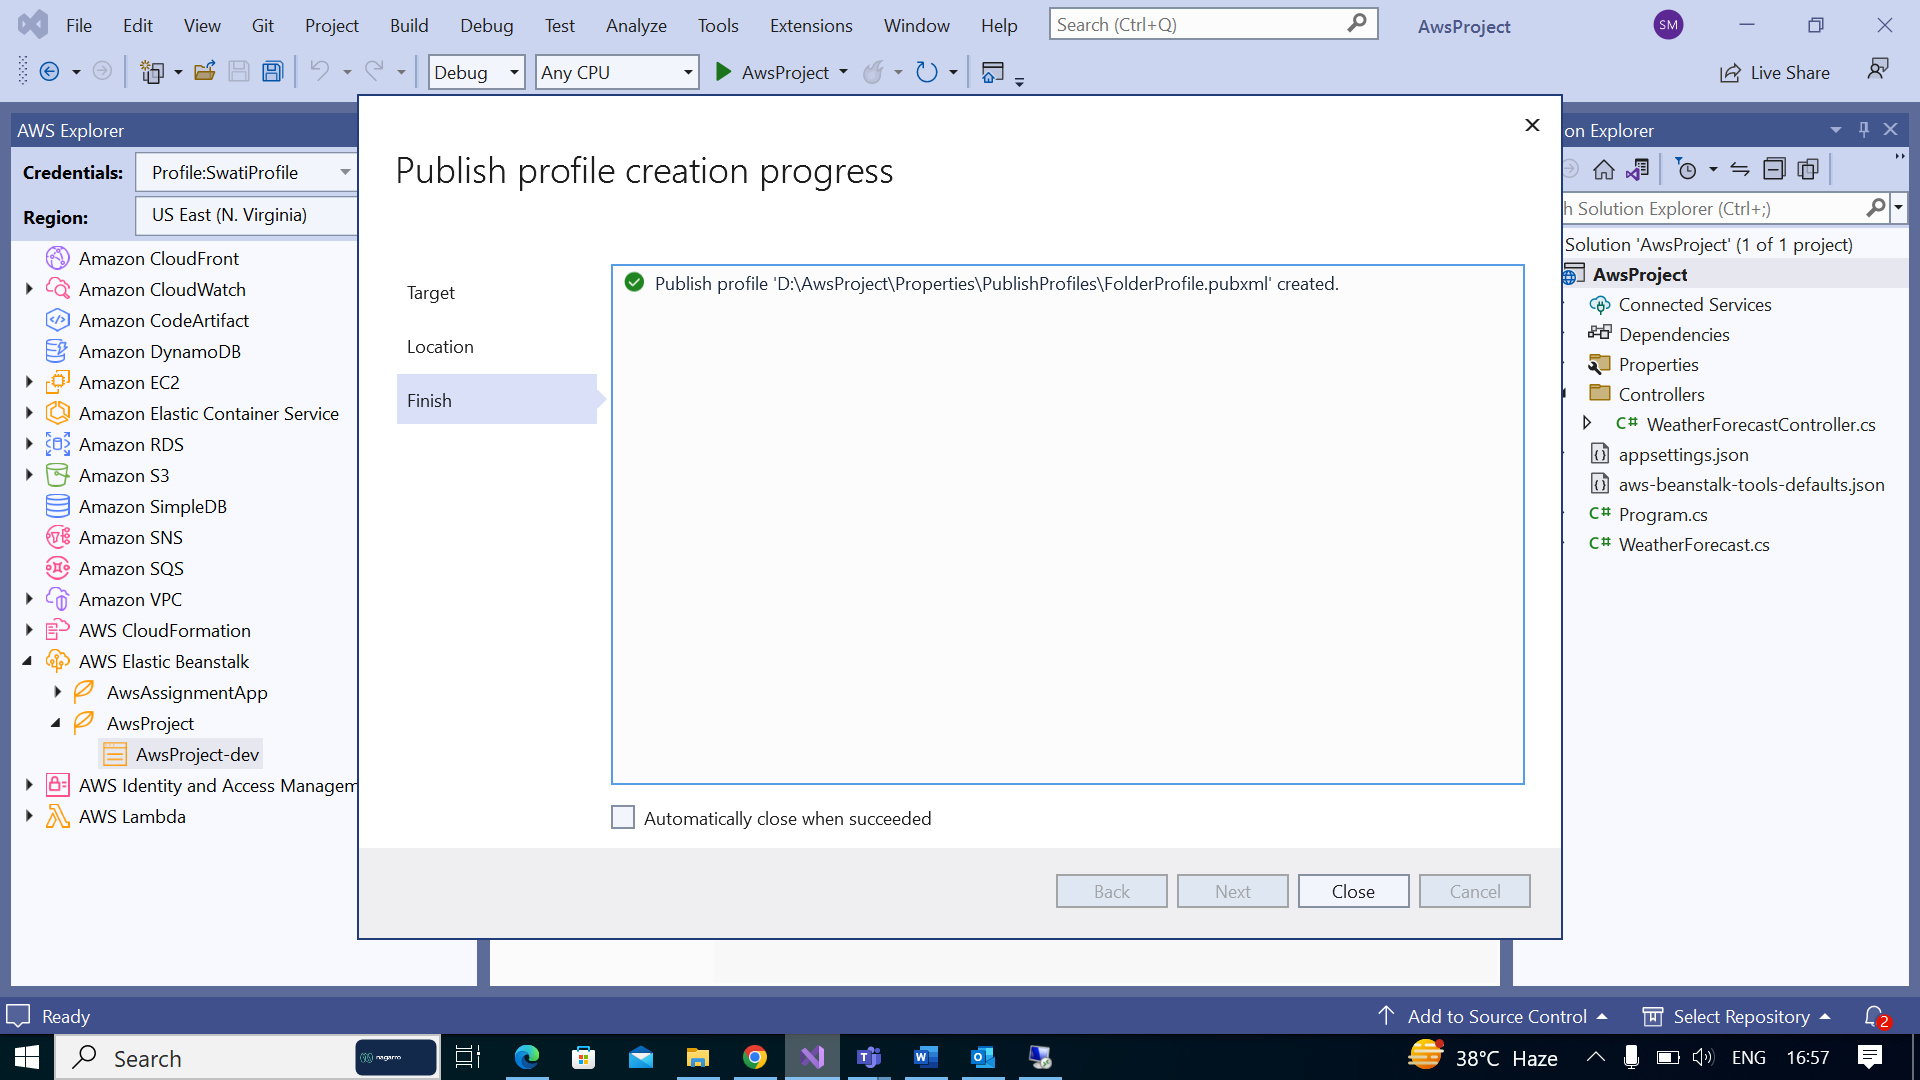 File Edit View Git Project Build Debug Test Analyze Tools Extensions Window Help Search (Ctrl+Q) AwsProject SM
Debug Any CPU AwsProject Live Share
AWS Explorer
Credentials: Profile:SwatiProfile
Region: US East (N. Virginia)
Amazon CloudFront
Amazon CloudWatch
Amazon CodeArtifact
Amazon DynamoDB
Amazon EC2
Amazon Elastic Container Service
Amazon RDS
Amazon S3
Amazon SimpleDB
Amazon SNS
Amazon SQS
Amazon VPC
AWS CloudFormation
AWS Elastic Beanstalk
AwsAssignmentApp
AwsProject
AwsProject-dev
AWS Identity and Access Managem
AWS Lambda
Publish profile creation progress
Target
Location
Finish
Publish profile 'D:\AwsProject\Properties\PublishProfiles\FolderProfile.pubxml' created.
Automatically close when succeeded
Back Next Close Cancel
on Explorer
h Solution Explorer (Ctrl+;)
Solution 'AwsProject' (1 of 1 project)
AwsProject
Connected Services
Dependencies
Properties
Controllers
C# WeatherForecastController.cs
appsettings.json
aws-beanstalk-tools-defaults.json
C# Program.cs
C# WeatherForecast.cs
Ready Add to Source Control Select Repository 2
Search nagarro 38°C Haze ENG 16:57